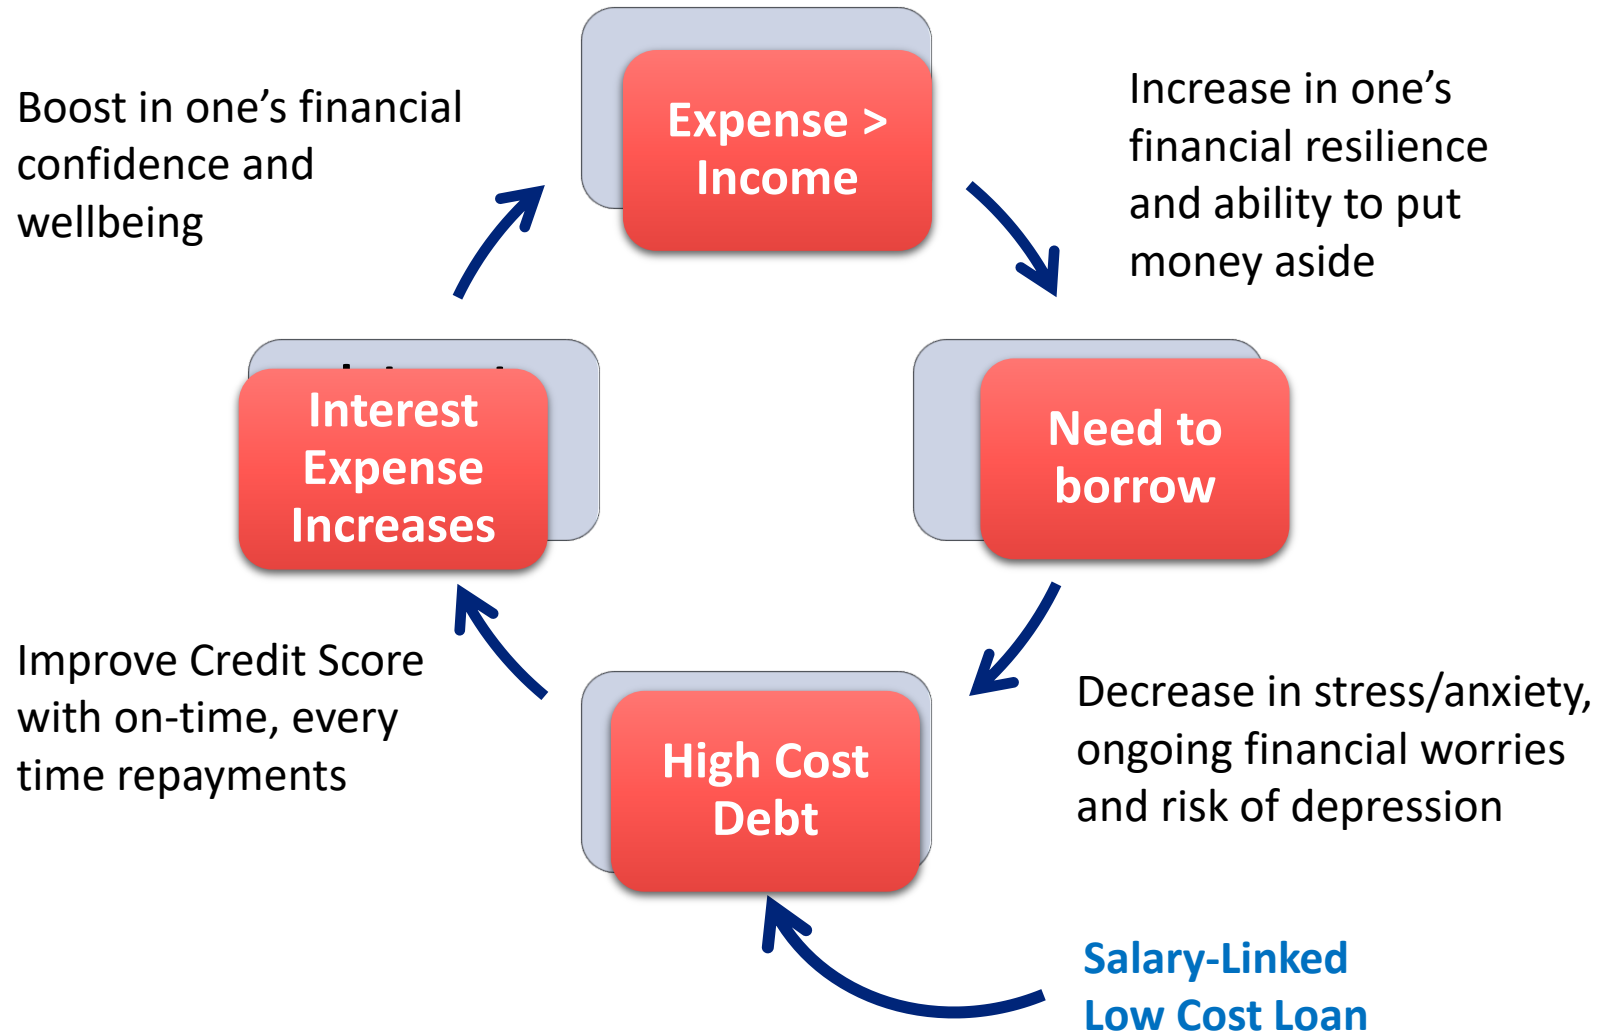 Boost in one’s financial
confidence and
wellbeing
Expense >
Income
Increase in one’s
financial resilience
and ability to put
money aside
Interest
Expense
Increases
Need to
borrow
Improve Credit Score
with on-time, every
time repayments
High Cost
Debt
Decrease in stress/anxiety,
ongoing financial worries
and risk of depression
Salary-Linked
Low Cost Loan